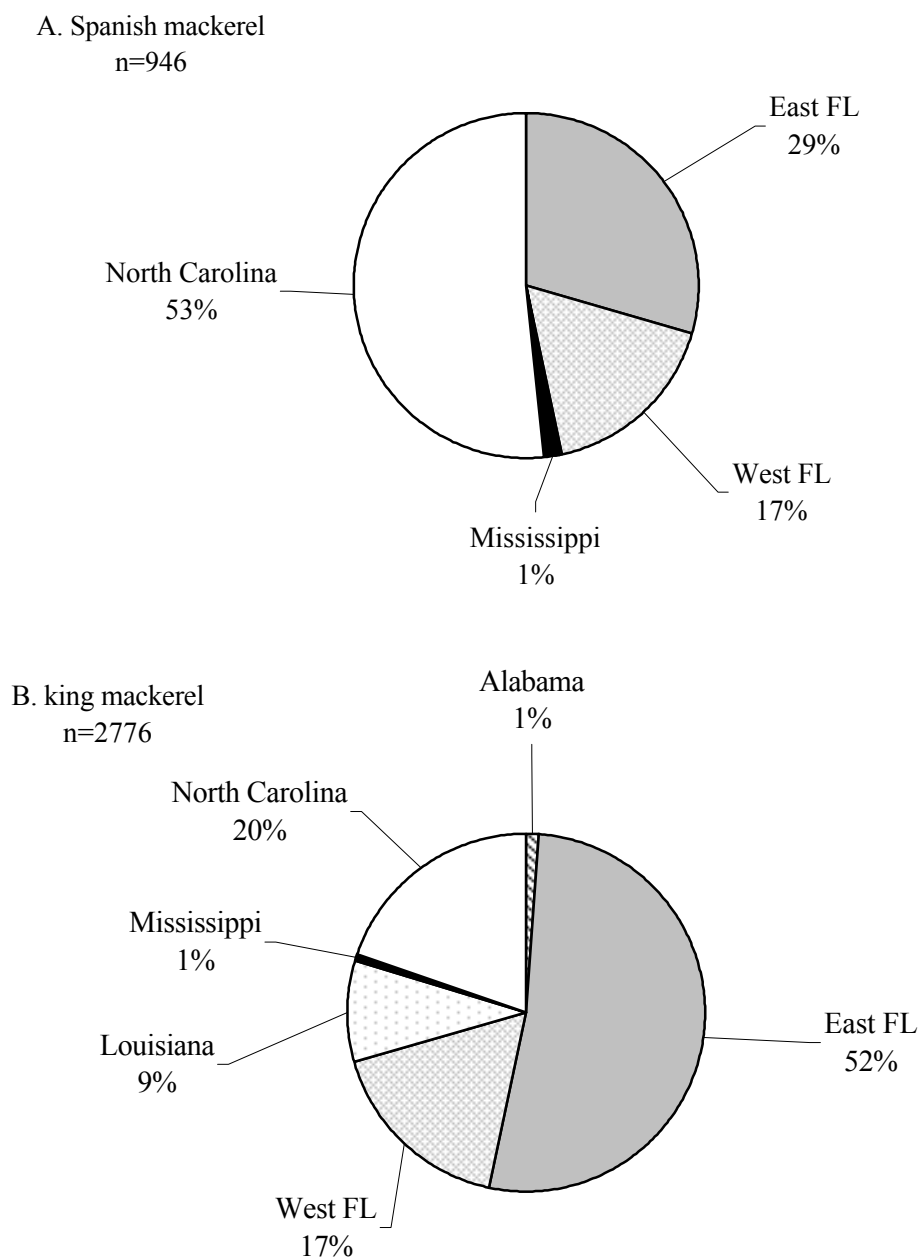 A. Spanish mackerel
n=946
East FL
29%
North Carolina
53%
West FL
17%
Mississippi
1%
B. king mackerel
n=2776
Alabama
1%
North Carolina
20%
Mississippi
1%
Louisiana
9%
East FL
52%
West FL
17%